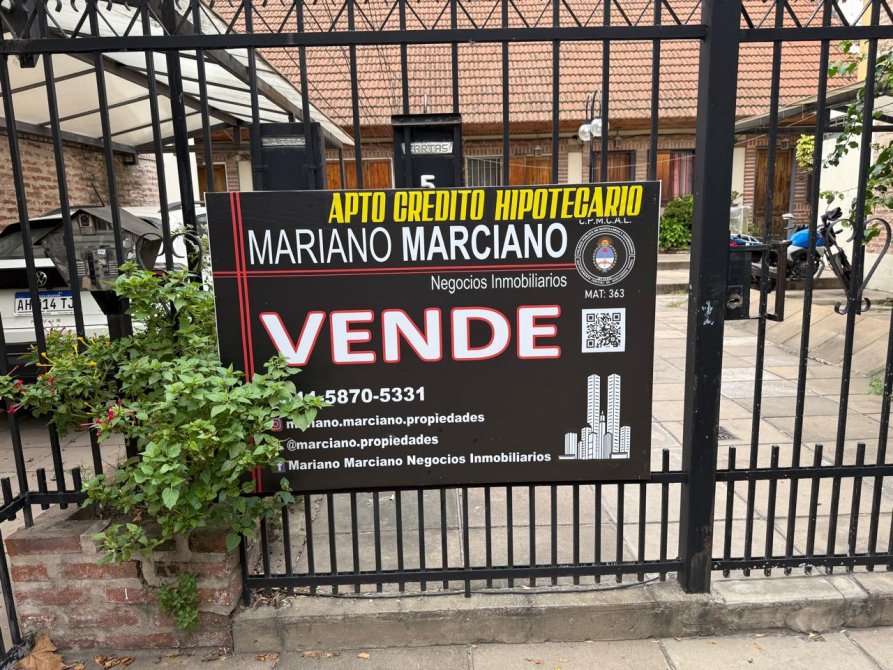 CARTAS
5
APTO CREDITO HIPOTECARIO
C.P.M.C.A.L.
MARIANO MARCIANO
Negocios Inmobiliarios
MAT: 363
VENDE
11-5870-5331
mariano.marciano.propiedades
@marciano.propiedades
Mariano Marciano Negocios Inmobiliarios